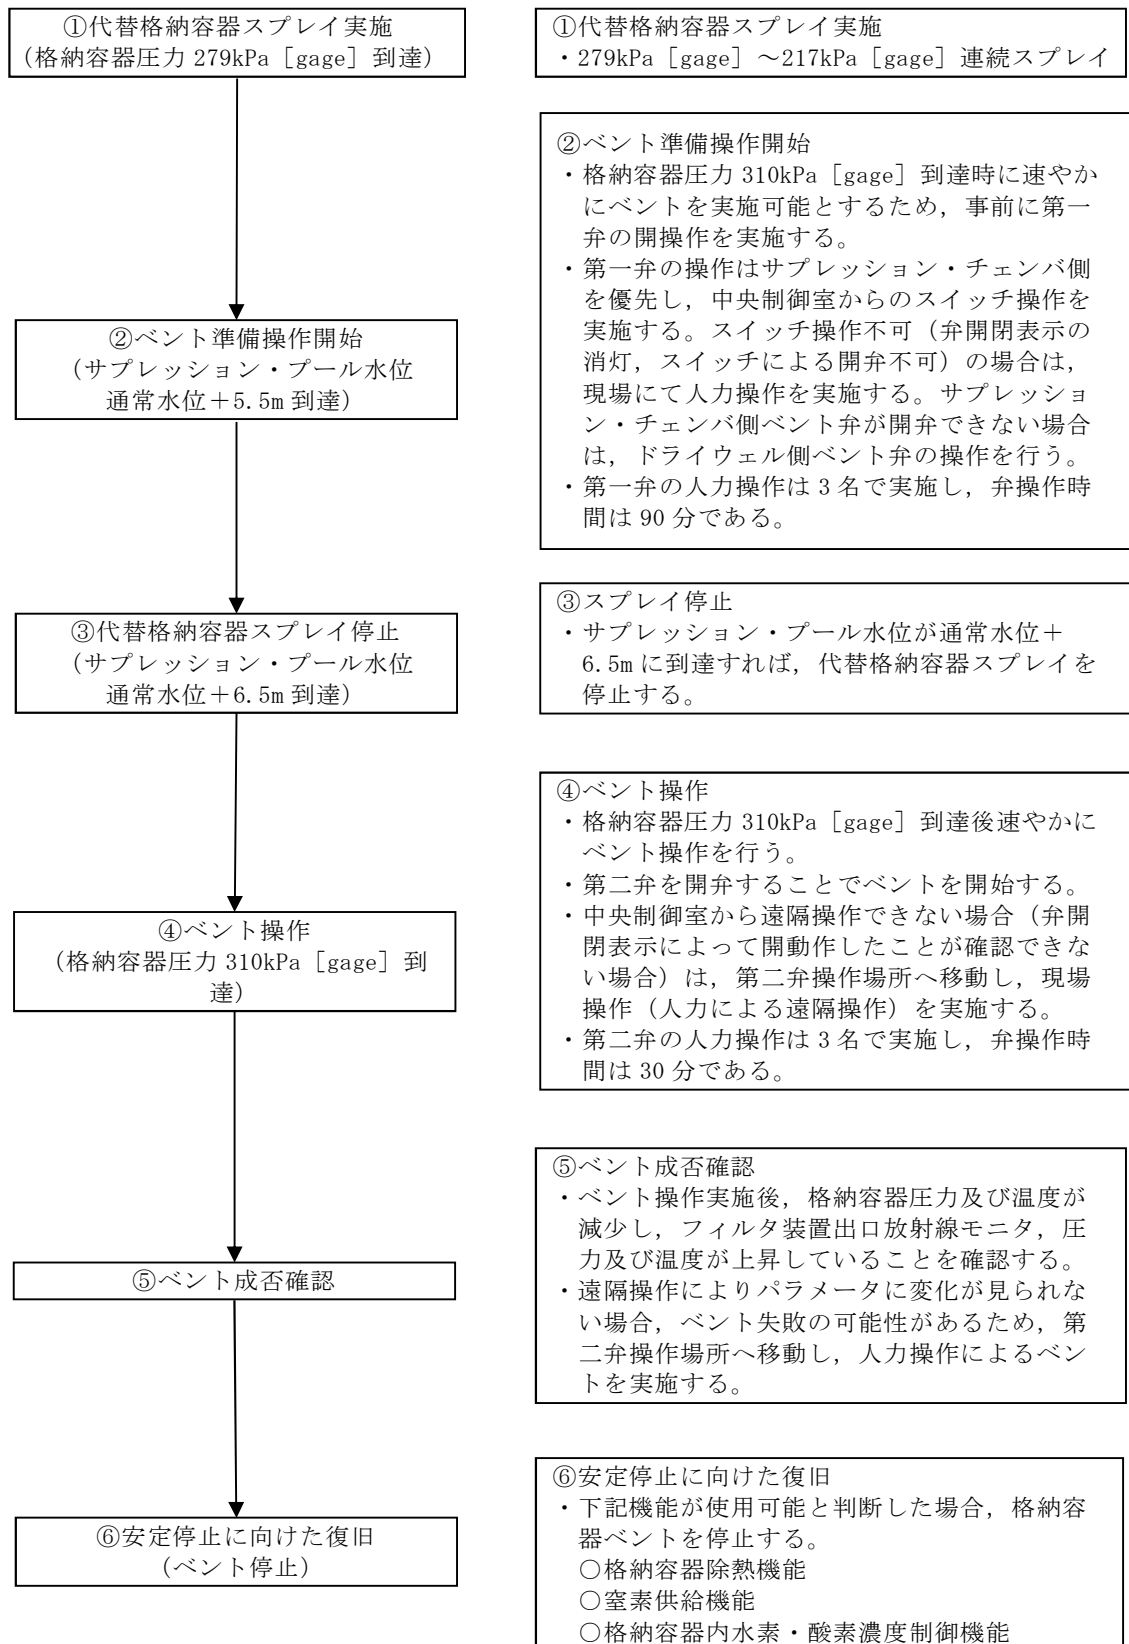 ①代替格納容器スプレイ実施
(格納容器圧力 279kPa［gage］到達)
①代替格納容器スプレイ実施
・279kPa［gage］～217kPa［gage］連続スプレイ
②ベント準備操作開始
・格納容器圧力 310kPa［gage］到達時に速やか
にベントを実施可能とするため，事前に第一
弁の開操作を実施する。
・第一弁の操作はサプレッション・チェンバ側
を優先し，中央制御室からのスイッチ操作を
実施する。スイッチ操作不可（弁開閉表示の
消灯，スイッチによる開弁不可）の場合は，
現場にて人力操作を実施する。サプレッショ
ン・チェンバ側ベント弁が開弁できない場合
は，ドライウェル側ベント弁の操作を行う。
・第一弁の人力操作は 3 名で実施し，弁操作時
間は 90 分である。
②ベント準備操作開始
（サプレッション・プール水位
通常水位＋5.5m 到達）
③代替格納容器スプレイ停止
（サプレッション・プール水位
通常水位＋6.5m 到達）
③スプレイ停止
・サプレッション・プール水位が通常水位＋
6.5m に到達すれば，代替格納容器スプレイを
停止する。
④ベント操作
・格納容器圧力 310kPa［gage］到達後速やかに
ベント操作を行う。
・第二弁を開弁することでベントを開始する。
・中央制御室から遠隔操作できない場合（弁開
閉表示によって開動作したことが確認できな
い場合）は，第二弁操作場所へ移動し，現場
操作（人力による遠隔操作）を実施する。
・第二弁の人力操作は 3 名で実施し，弁操作時
間は 30 分である。
④ベント操作
（格納容器圧力 310kPa［gage］到
達）
⑤ベント成否確認
・ベント操作実施後，格納容器圧力及び温度が
減少し，フィルタ装置出口放射線モニタ，圧
力及び温度が上昇していることを確認する。
・遠隔操作によりパラメータに変化が見られな
い場合，ベント失敗の可能性があるため，第
二弁操作場所へ移動し，人力操作によるベン
トを実施する。
⑤ベント成否確認
⑥安定停止に向けた復旧
（ベント停止）
⑥安定停止に向けた復旧
・下記機能が使用可能と判断した場合，格納容
器ベントを停止する。
○格納容器除熱機能
○窒素供給機能
○格納容器内水素・酸素濃度制御機能